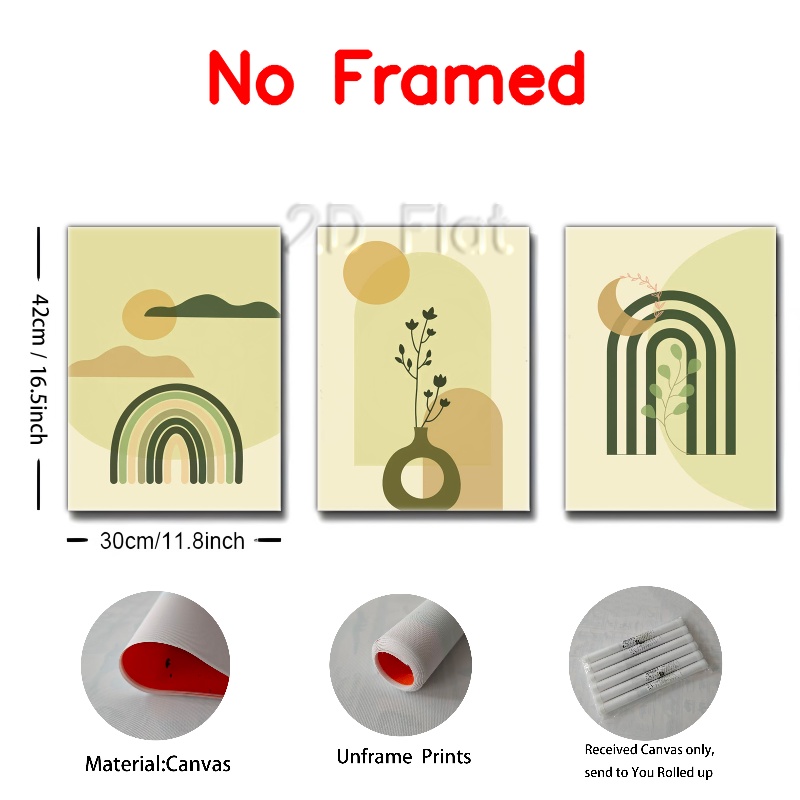 No Framed
2D Flat
42cm / 16.5inch
30cm/11.8inch
Material:Canvas
Unframe Prints
Received Canvas only,
send to You Rolled up